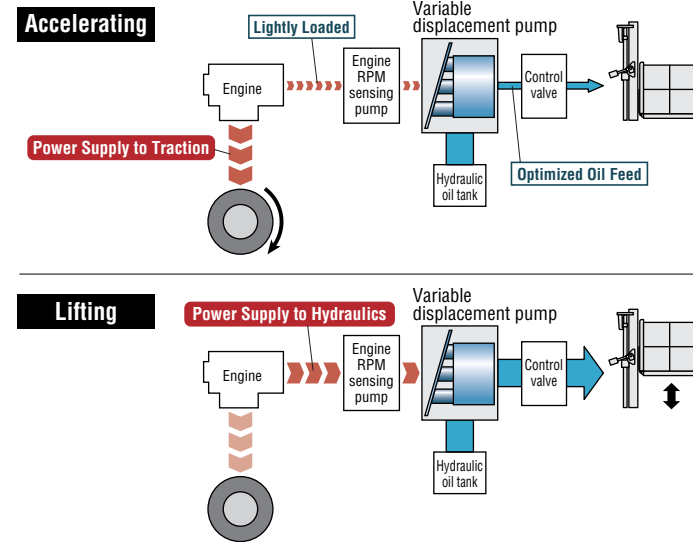 Accelerating
Lightly Loaded
Variable
displacement pump
Engine
Engine
RPM
sensing
pump
Control
valve
Power Supply to Traction
Hydraulic
oil tank
Optimized Oil Feed
Lifting
Power Supply to Hydraulics
Variable
displacement pump
Engine
Engine
RPM
sensing
pump
Control
valve
Hydraulic
oil tank